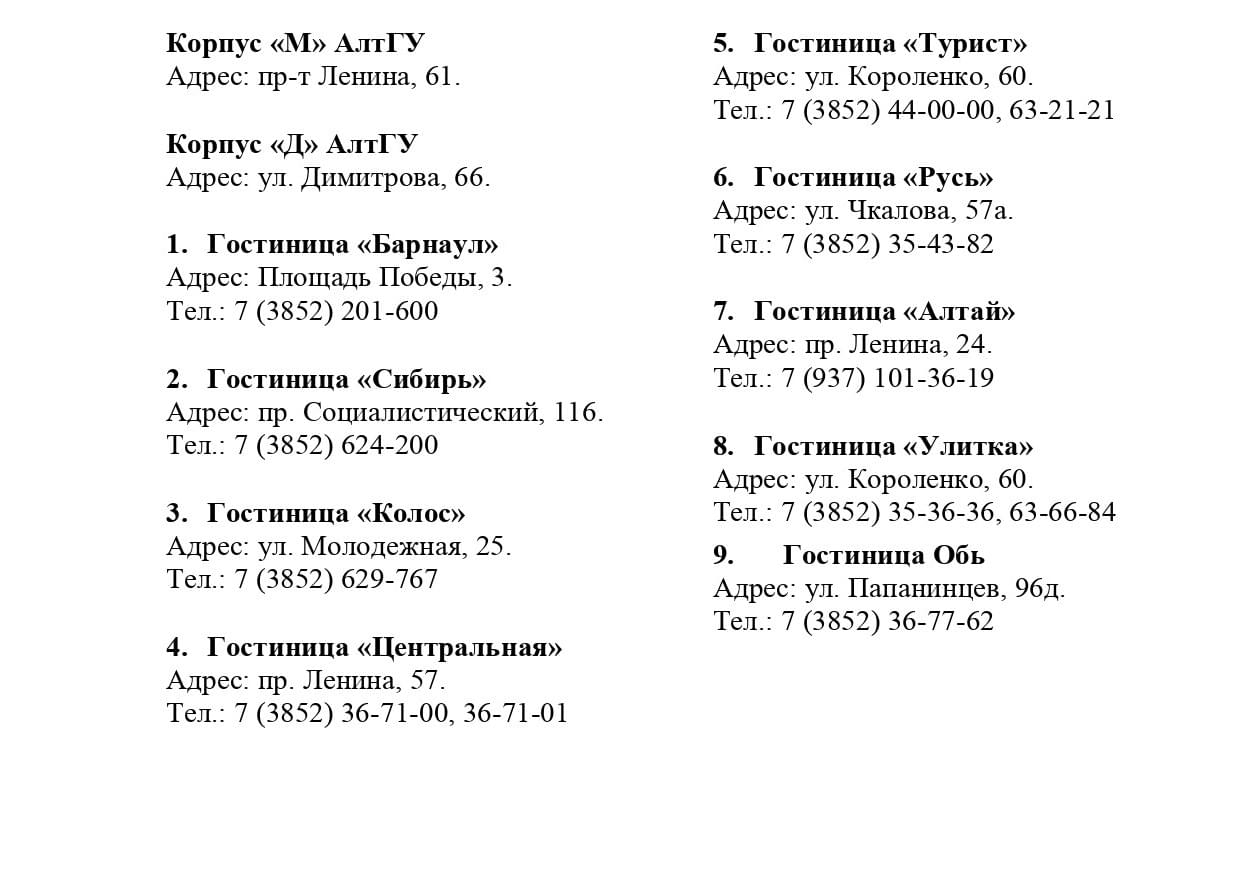 Корпус «М» АлтГУ
Адрес: пр-т Ленина, 61.
Корпус «Д» АлтГУ
Адрес: ул. Димитрова, 66.
1. Гостиница «Барнаул»
Адрес: Площадь Победы, 3.
Тел.: 7 (3852) 201-600
2. Гостиница «Сибирь»
Адрес: пр. Социалистический, 116.
Тел.: 7 (3852) 624-200
3. Гостиница «Колос»
Адрес: ул. Молодежная, 25.
Тел.: 7 (3852) 629-767
4. Гостиница «Центральная»
Адрес: пр. Ленина, 57.
Тел.: 7 (3852) 36-71-00, 36-71-01
5. Гостиница «Турист»
Адрес: ул. Короленко, 60.
Тел.: 7 (3852) 44-00-00, 63-21-21
6. Гостиница «Русь»
Адрес: ул. Чкалова, 57а.
Тел.: 7 (3852) 35-43-82
7. Гостиница «Алтай»
Адрес: пр. Ленина, 24.
Тел.: 7 (937) 101-36-19
8. Гостиница «Улитка»
Адрес: ул. Короленко, 60.
Тел.: 7 (3852) 35-36-36, 63-66-84
9. Гостиница Обь
Адрес: ул. Папанинцев, 96д.
Тел.: 7 (3852) 36-77-62